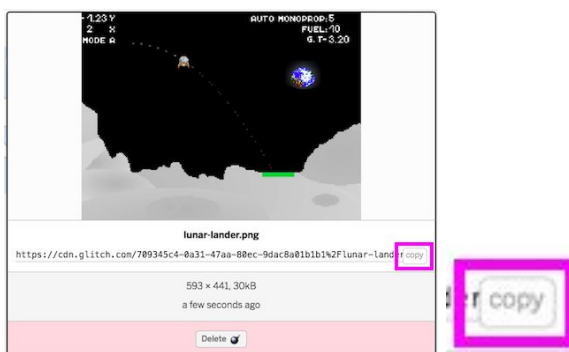 -1.23 Y AUTO MONOPROP:5
2 X FUEL:10
MODE A G.T-3.20
lunar-lander.png
https://cdn.glitch.com/709345c4-0a31-47aa-80ec-9dac8a01b1b1%2Flunar-lander copy
593 × 441, 30kB
a few seconds ago
Delete
er copy